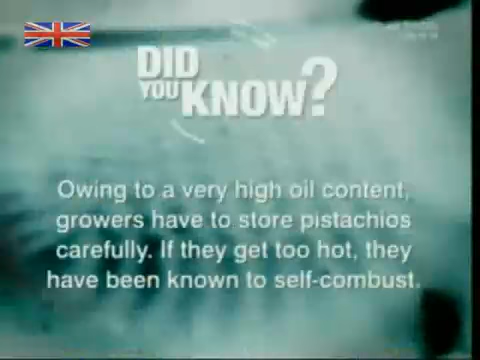 DID
YOU KNOW?
Owing to a very high oil content,
growers have to store pistachios
carefully. If they get too hot, they
have been known to self-combust.